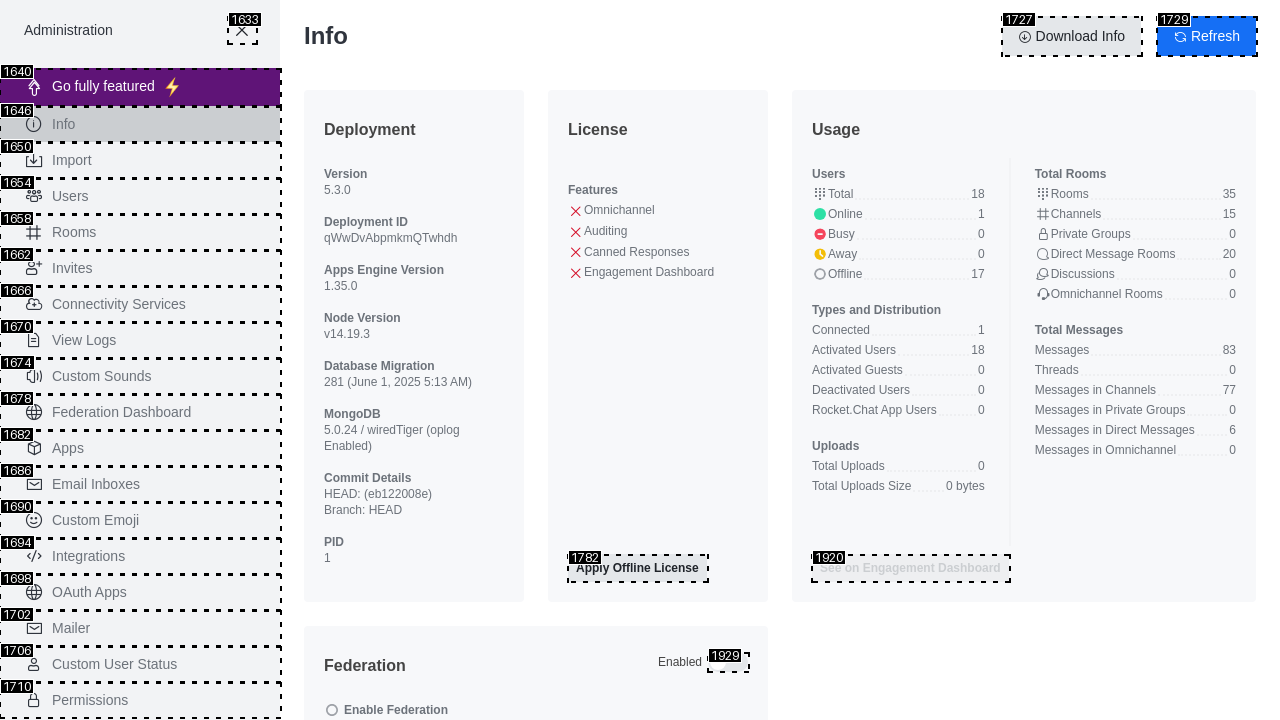 Administration
1633
1640
Go fully featured ⚡
1646
Info
1650
Import
1654
Users
1658
Rooms
1662
Invites
1666
Connectivity Services
1670
View Logs
1674
Custom Sounds
1678
Federation Dashboard
1682
Apps
1686
Email Inboxes
1690
Custom Emoji
1694
Integrations
1698
OAuth Apps
1702
Mailer
1706
Custom User Status
1710
Permissions
Info
1727
Download Info
1729
Refresh
Deployment
Version
5.3.0
Deployment ID
qWwDvAbpmkmQTwhdh
Apps Engine Version
1.35.0
Node Version
v14.19.3
Database Migration
281 (June 1, 2025 5:13 AM)
MongoDB
5.0.24 / wiredTiger (oplog
Enabled)
Commit Details
HEAD: (eb122008e)
Branch: HEAD
PID
1
License
Features
Omnichannel
Auditing
Canned Responses
Engagement Dashboard
1782
Apply Offline License
Usage
Users
Total 18
Online 1
Busy 0
Away 0
Offline 17
Types and Distribution
Connected 1
Activated Users 18
Activated Guests 0
Deactivated Users 0
Rocket.Chat App Users 0
Uploads
Total Uploads 0
Total Uploads Size 0 bytes
Total Rooms
Rooms 35
Channels 15
Private Groups 0
Direct Message Rooms 20
Discussions 0
Omnichannel Rooms 0
Total Messages
Messages 83
Threads 0
Messages in Channels 77
Messages in Private Groups 0
Messages in Direct Messages 6
Messages in Omnichannel 0
1920
See on Engagement Dashboard
Federation
Enabled
1929
Enable Federation